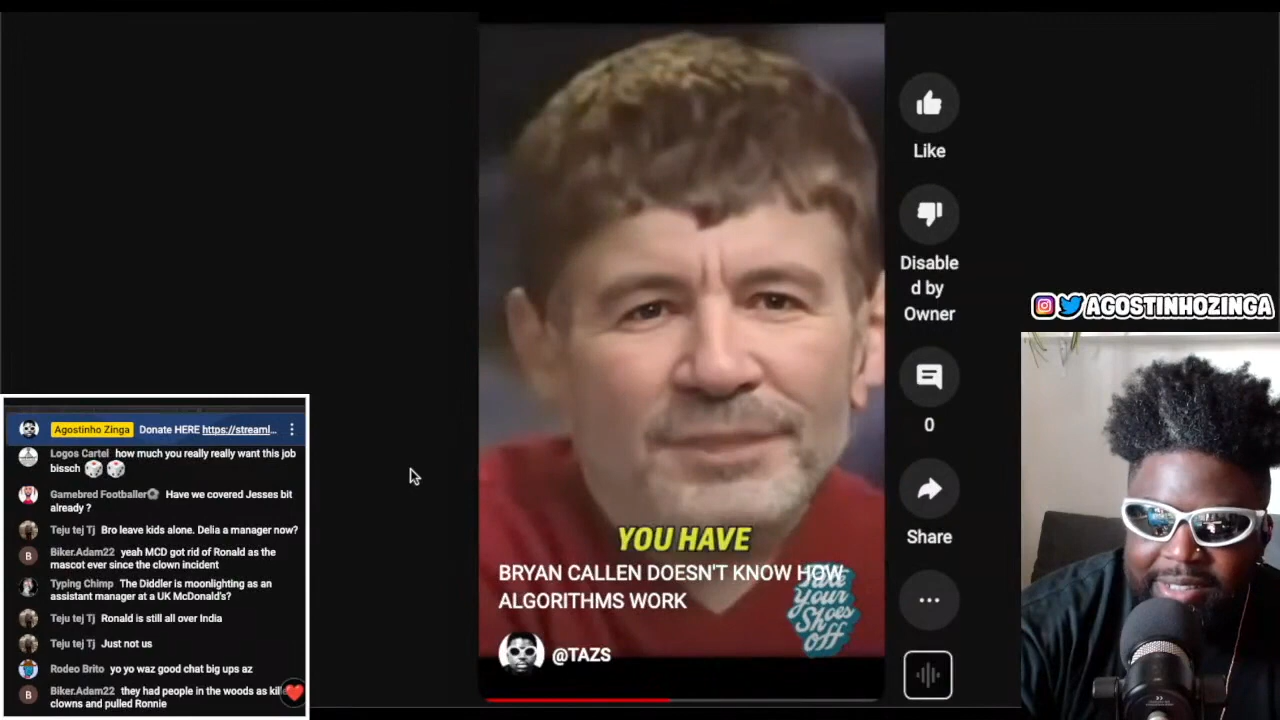 Agostinho Zinga Donate HERE https://streaml...
Logos Cartel how much you really really want this job
bissch
Gamebred Footballer Have we covered Jesses bit
already ?
Teju tej Tj Bro leave kids alone. Delia a manager now?
Biker.Adam22 yeah MCD got rid of Ronald as the
mascot ever since the clown incident
Typing Chimp The Diddler is moonlighting as an
assistant manager at a UK McDonald's?
Teju tej Tj Ronald is still all over India
Teju tej Tj Just not us
Rodeo Brito yo yo waz good chat big ups az
Biker.Adam22 they had people in the woods as kill
clowns and pulled Ronnie
YOU HAVE
BRYAN CALLEN DOESN'T KNOW HOW
ALGORITHMS WORK
Take
Your
Shoes
Off
@TAZS
Like
Disable
d by
Owner
0
Share
AGOSTINHOZINGA